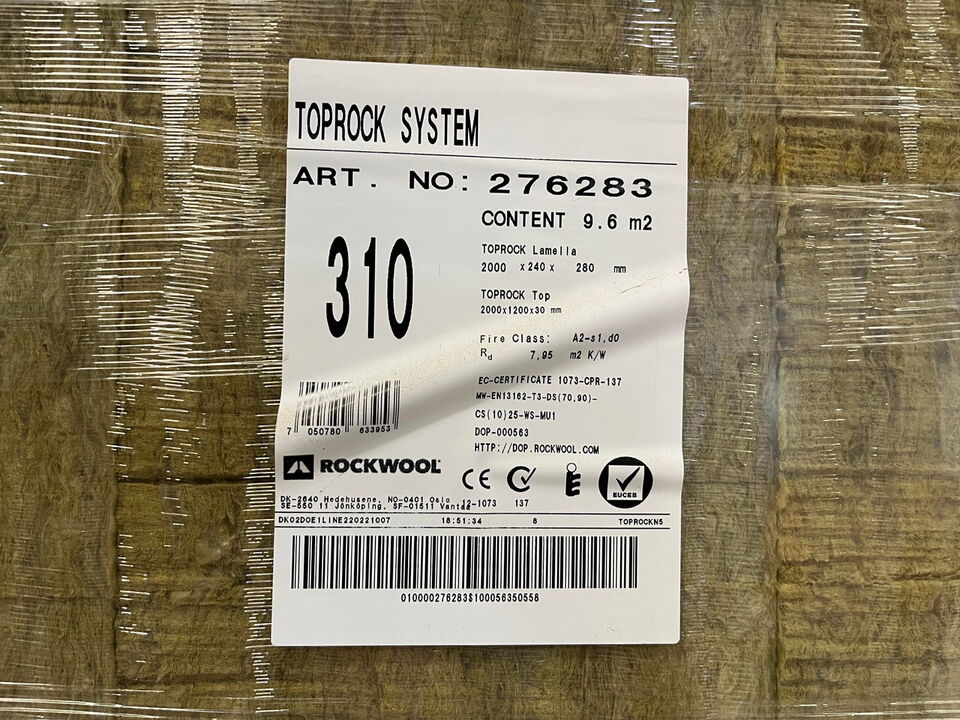 TOPROCK SYSTEM
ART. NO: 276283
CONTENT 9.6 m2
310
TOPROCK Lamella
2000 x 240 x 280 mm
TOPROCK Top
2000x1200x30 mm
Fire Class: A2-s1,d0
Rd 7,95 m2 K/W
EC-CERTIFICATE 1073-CPR-137
MW-EN13162-T3-DS(70,90)-
CS(10)25-WS-MU1
DOP-000563
HTTP://DOP.ROCKWOOL.COM
7 050780 633953
ROCKWOOL
CE
EUCEB
DK-2640 Hedehusene, NO-0401 Oslo
SE-550 11 Jönköping, SF-01511 Vantaa
12-1073 137
DK02DOE1LINE220221007 18:51:34 8 TOPROCKN5
010000276283$100056350558